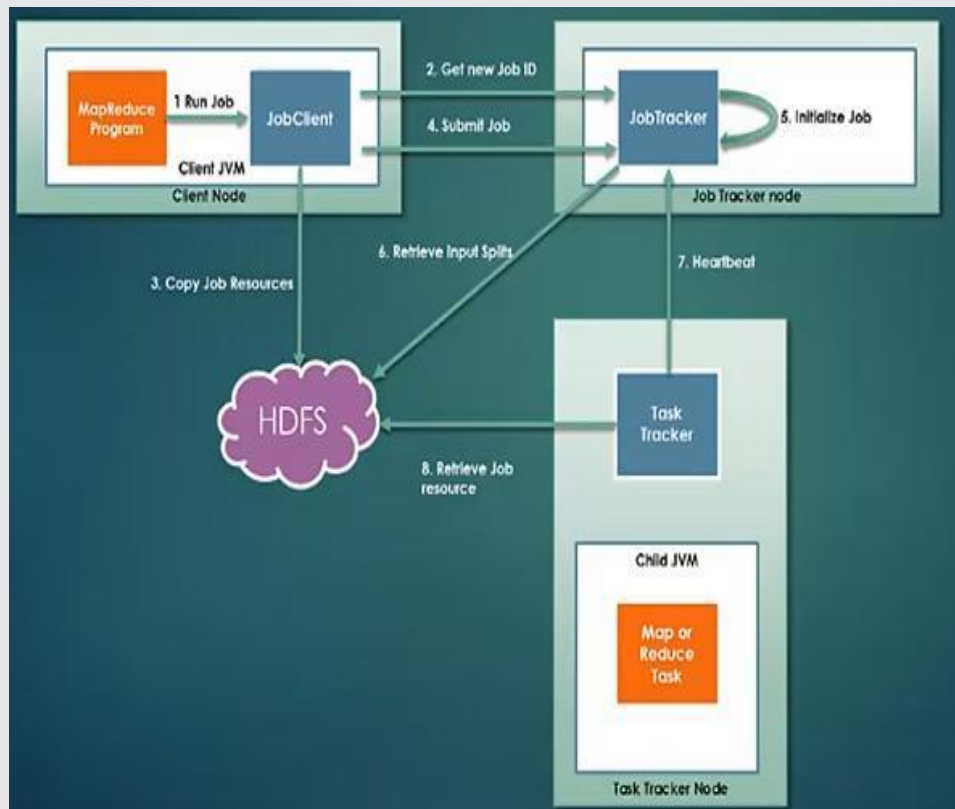 MapReduce
Program
1 Run Job
JobClient
Client JVM
Client Node
2. Get new Job ID
4. Submit Job
JobTracker
5. Initialize Job
Job Tracker node
3. Copy Job Resources
6. Retrieve Input Splits
7. Heartbeat
HDFS
Task
Tracker
8. Retrieve Job
resource
Child JVM
Map or
Reduce
Task
Task Tracker Node